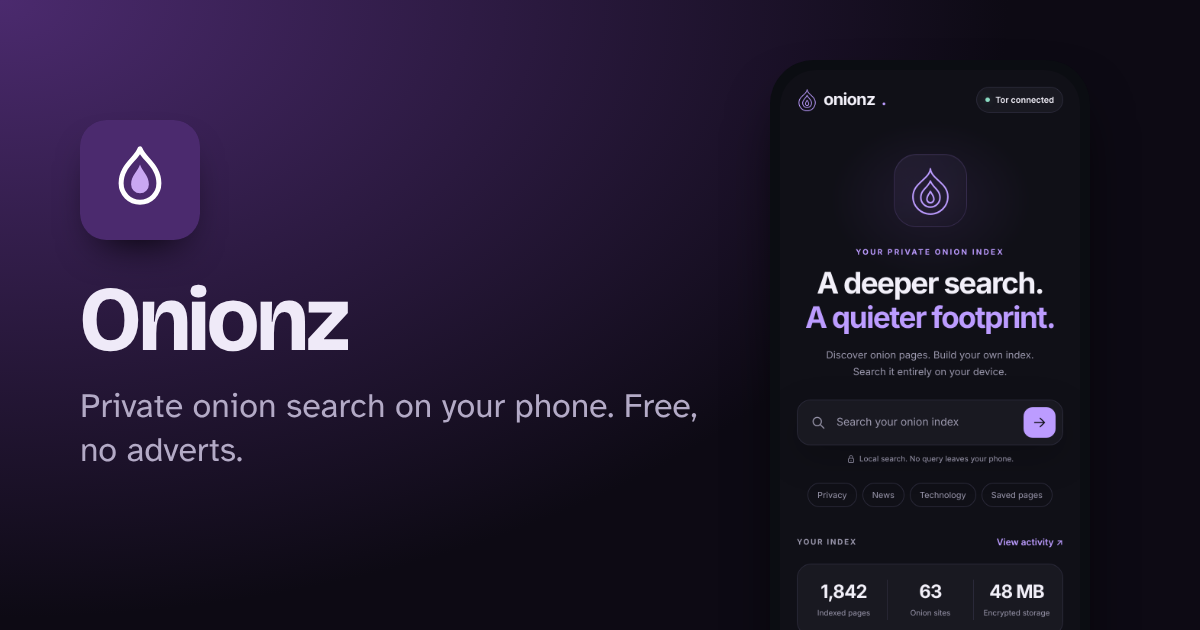 Onionz
Private onion search on your phone. Free,
no adverts.
onionz .
Tor connected
YOUR PRIVATE ONION INDEX
A deeper search.
A quieter footprint.
Discover onion pages. Build your own index.
Search it entirely on your device.
Search your onion index
Local search. No query leaves your phone.
Privacy
News
Technology
Saved pages
YOUR INDEX
View activity ↗
1,842
63
48 MB
Indexed pages
Onion sites
Encrypted storage